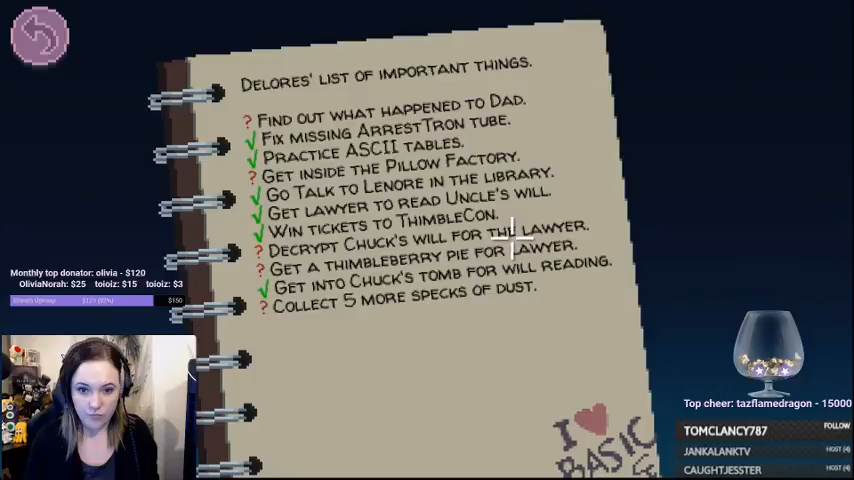 DELORES' LIST OF IMPORTANT THINGS.
? FIND OUT WHAT HAPPENED TO DAD.
✓ FIX MISSING ARRESTTRON TUBE.
✓ PRACTICE ASCII TABLES.
? GET INSIDE THE PILLOW FACTORY.
✓ GO TALK TO LENORE IN THE LIBRARY.
✓ GET LAWYER TO READ UNCLE'S WILL.
✓ WIN TICKETS TO THIMBLECON.
? DECRYPT CHUCK'S WILL FOR THE LAWYER.
? GET A THIMBLEBERRY PIE FOR LAWYER.
✓ GET INTO CHUCK'S TOMB FOR WILL READING.
? COLLECT 5 MORE SPECKS OF DUST.
Monthly top donator: olivia - $120
OliviaNorah: $25 toioiz: $15 toioiz: $3
$150
I ❤
BASIC
Top cheer: tazflamedragon - 15000
TOMCLANCY787 FOLLOW
JANKALANKTV HOST (4)
CAUGHTJESSTER HOST (4)